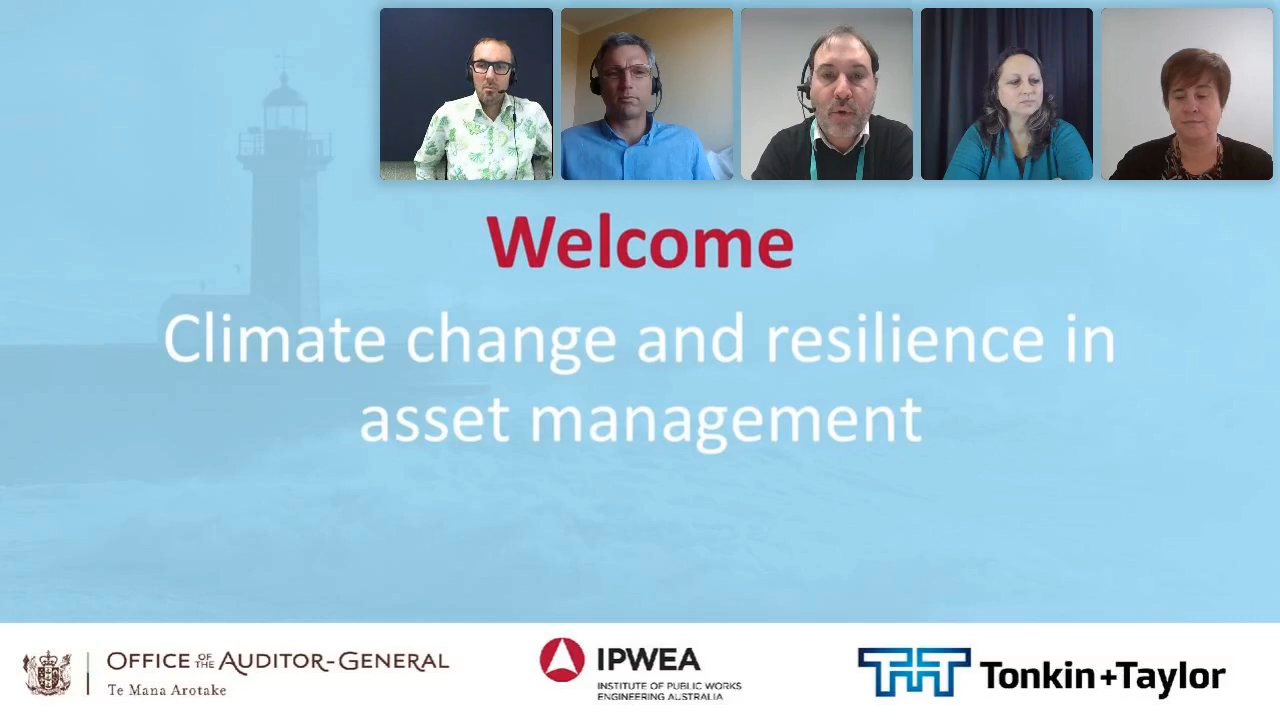 Welcome
Climate change and resilience in
asset management
OFFICE OF THE AUDITOR-GENERAL
Te Mana Arotake
IPWEA
INSTITUTE OF PUBLIC WORKS
ENGINEERING AUSTRALIA
Tonkin+Taylor